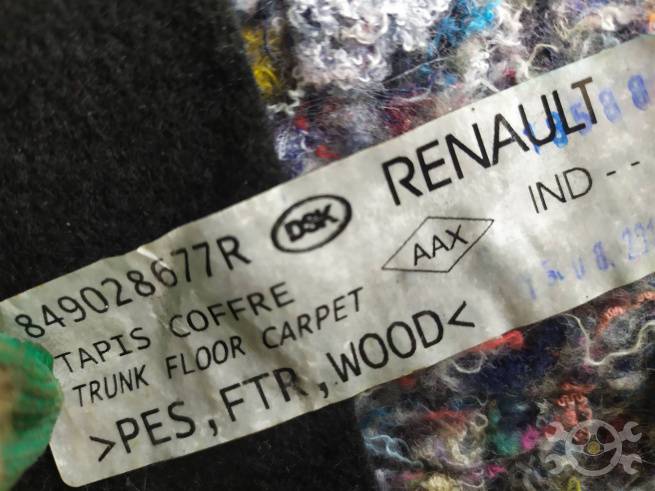 RENAULT
DSK
849028677R
AAX
IND --
TAPIS COFFRE
TRUNK FLOOR CARPET
>PES,FTR,WOOD<